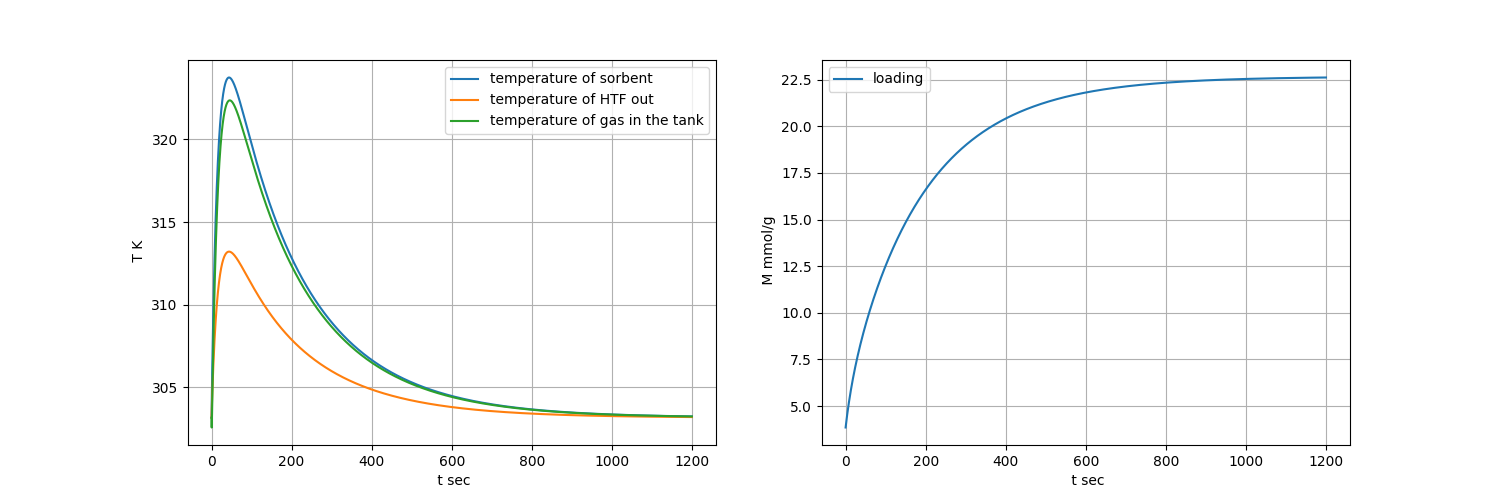 temperature of sorbent
temperature of HTF out
temperature of gas in the tank
320
315
310
305
T K
0 200 400 600 800 1000 1200
t sec
loading
22.5
20.0
17.5
15.0
12.5
10.0
7.5
5.0
M mmol/g
0 200 400 600 800 1000 1200
t sec